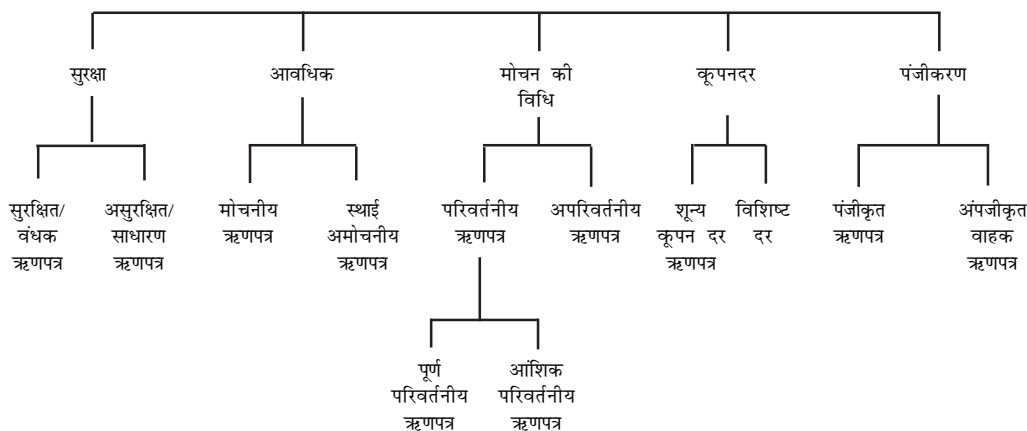 सुरक्षा
आवधिक
मोचन की
विधि
कूपनदर
पंजीकरण
सुरक्षित/
वंधक
ऋणपत्र
असुरक्षित/
साधारण
ऋणपत्र
मोचनीय
ऋणपत्र
स्थाई
अमोचनीय
ऋणपत्र
परिवर्तनीय
ऋणपत्र
अपरिवर्तनीय
ऋणपत्र
शून्य
कूपन दर
ऋणपत्र
विशिष्ट
दर
पंजीकृत
ऋणपत्र
अंपजीकृत
वाहक
ऋणपत्र
पूर्ण
परिवर्तनीय
ऋणपत्र
आंशिक
परिवर्तनीय
ऋणपत्र